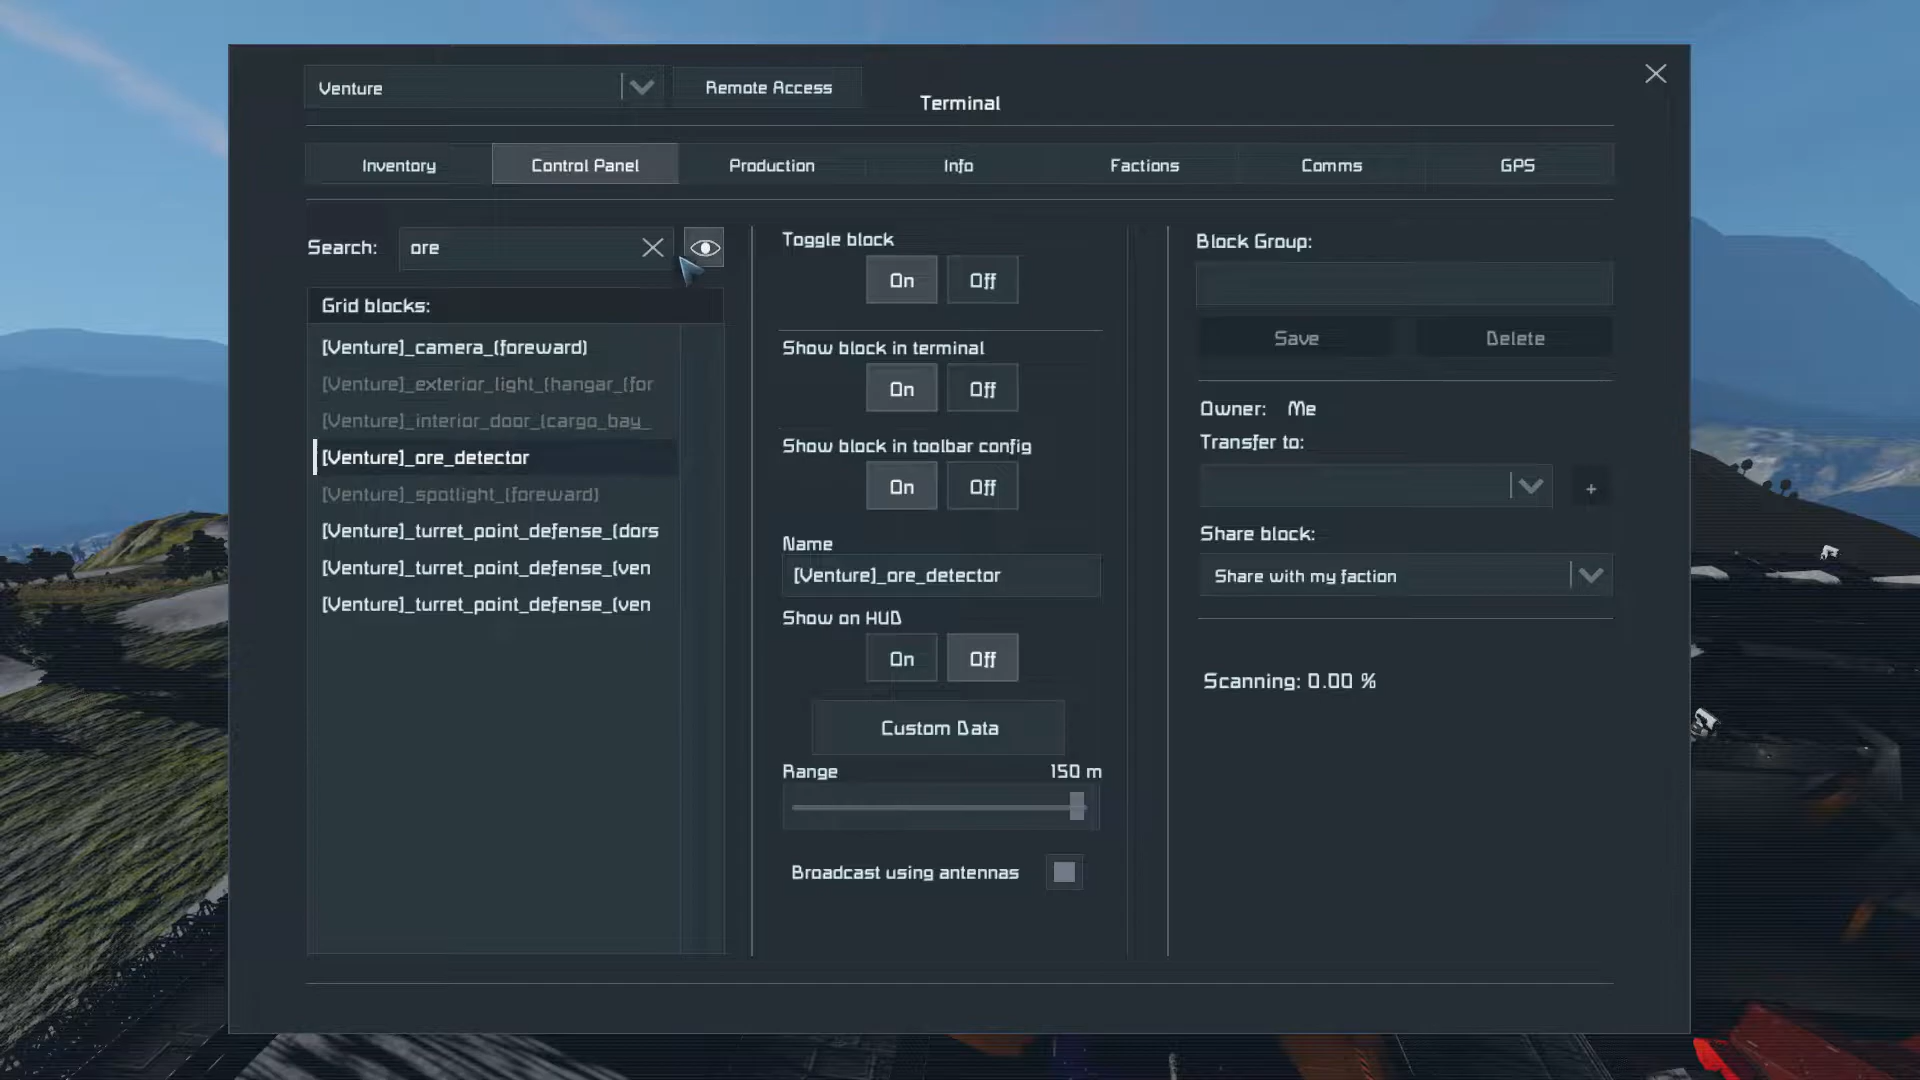 Venture
Remote Access
Terminal
Inventory
Control Panel
Production
Info
Factions
Comms
GPS
Search: ore
Grid blocks:
[Venture]_camera_(foreward)
[Venture]_exterior_light_(hangar_(for
[Venture]_interior_door_(cargo_bay_
[Venture]_ore_detector
[Venture]_spotlight_(foreward)
[Venture]_turret_point_defense_(dors
[Venture]_turret_point_defense_(ven
[Venture]_turret_point_defense_(ven
Toggle block
On Off
Show block in terminal
On Off
Show block in toolbar config
On Off
Name
[Venture]_ore_detector
Show on HUD
On Off
Custom Data
Range 150 m
Broadcast using antennas
Block Group:
Save Delete
Owner: Me
Transfer to:
+
Share block:
Share with my faction
Scanning: 0.00 %